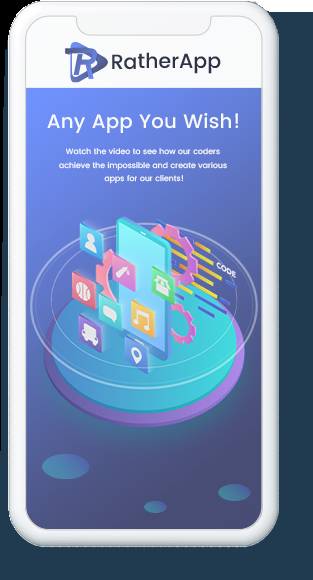 RatherApp
Any App You Wish!
Watch the video to see how our coders
achieve the impossible and create various
apps for our clients!
CODE